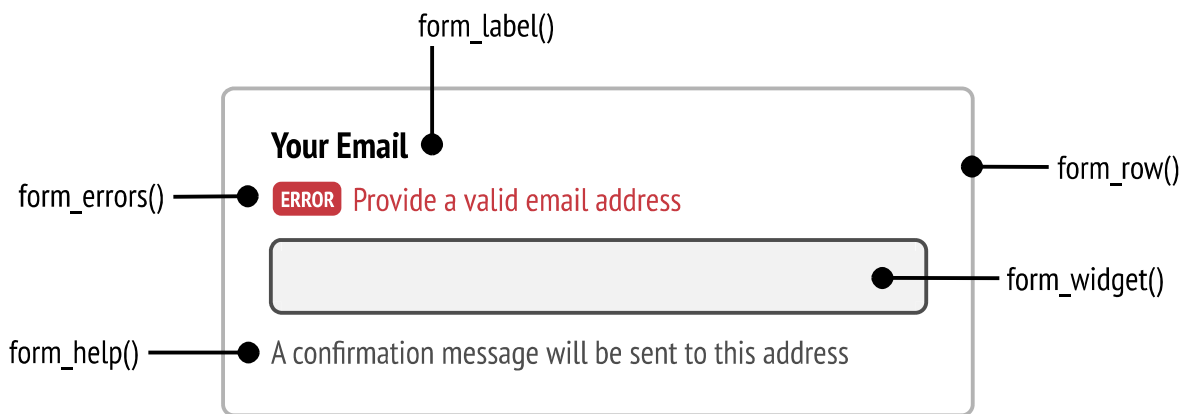 form_label()
Your Email
form_row()
form_errors()
ERROR Provide a valid email address
form_widget()
form_help()
A confirmation message will be sent to this address